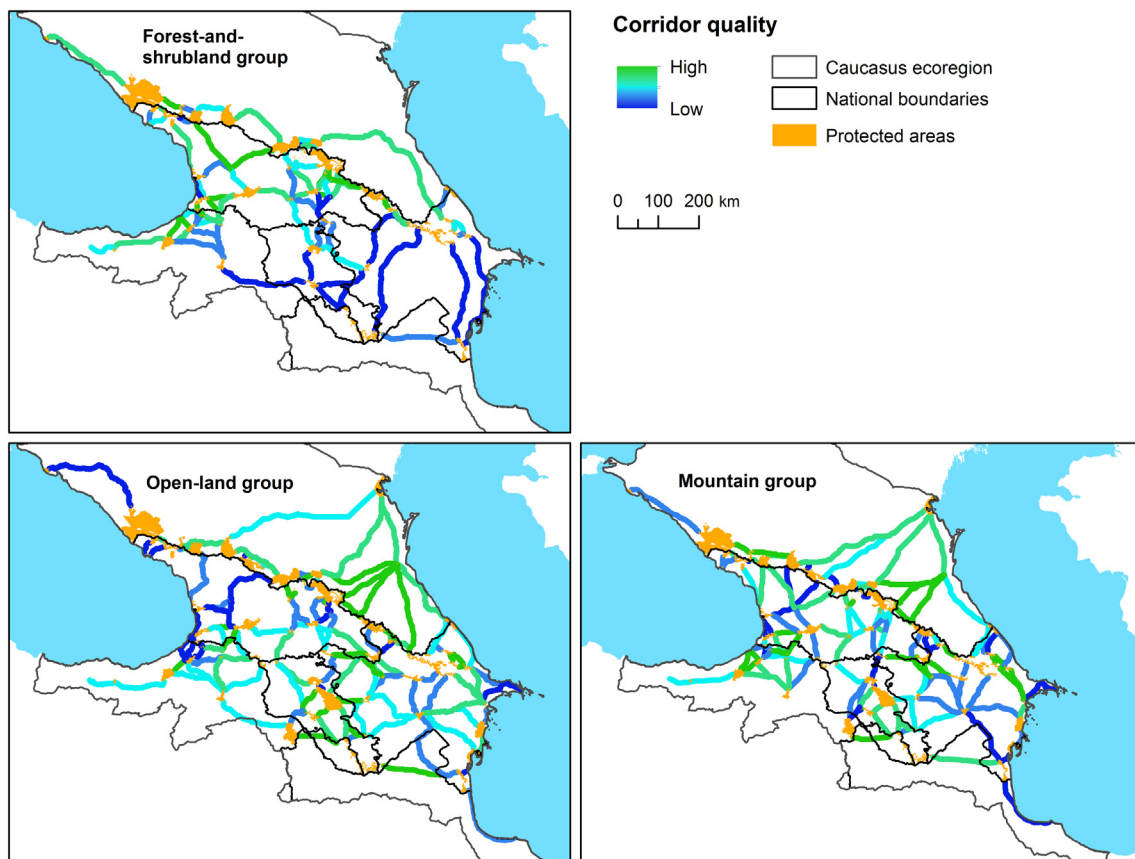 Forest-and-
shrubland group
Corridor quality
High
Low
Caucasus ecoregion
National boundaries
Protected areas
0 100 200 km
Open-land group
Mountain group